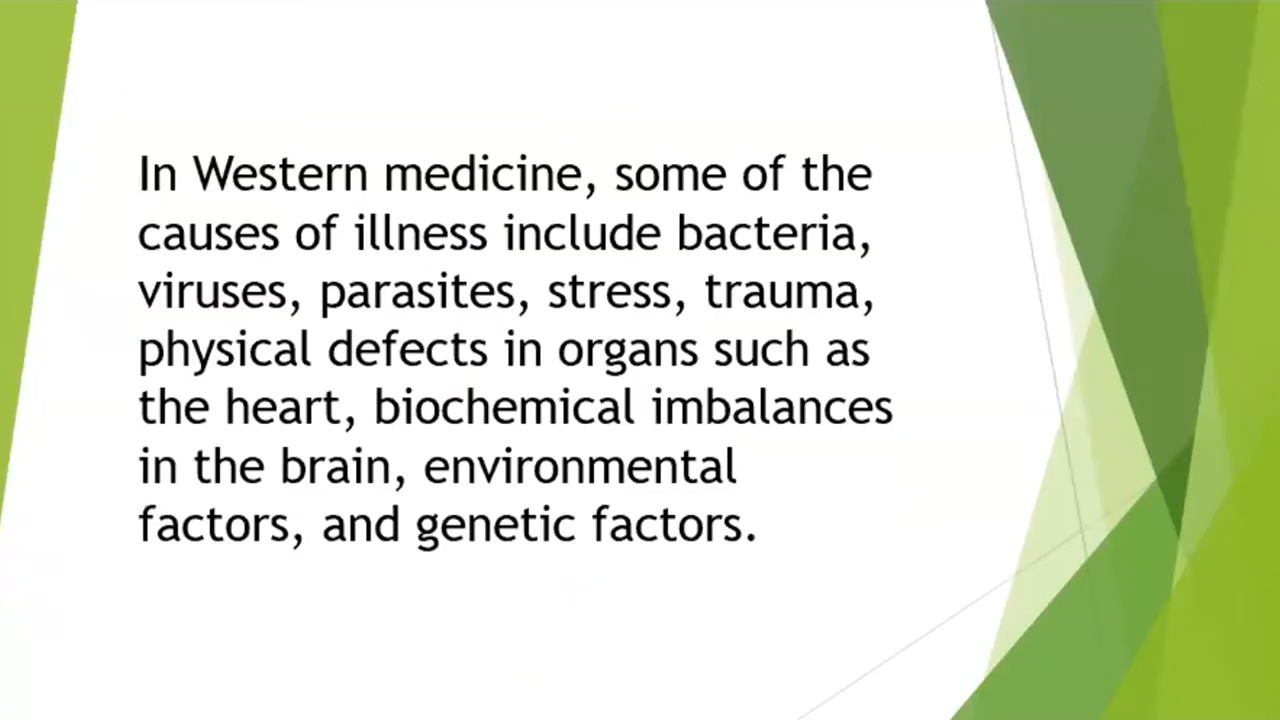 In Western medicine, some of the
causes of illness include bacteria,
viruses, parasites, stress, trauma,
physical defects in organs such as
the heart, biochemical imbalances
in the brain, environmental
factors, and genetic factors.